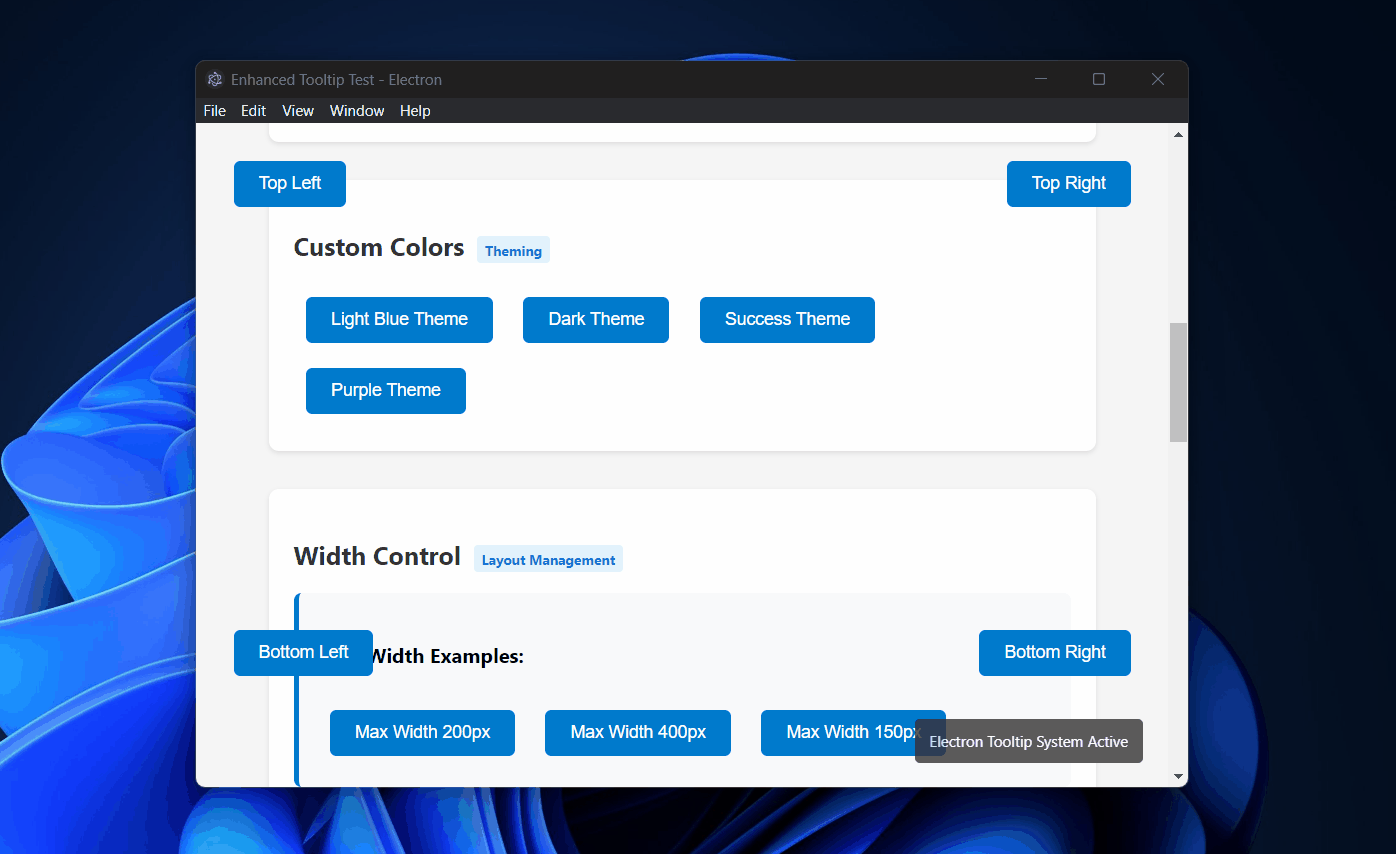 Enhanced Tooltip Test - Electron
File Edit View Window Help
Top Left Top Right
Custom Colors Theming
Light Blue Theme Dark Theme Success Theme
Purple Theme
Width Control Layout Management
Bottom Left Width Examples: Bottom Right
Max Width 200px Max Width 400px Max Width 150px
Electron Tooltip System Active